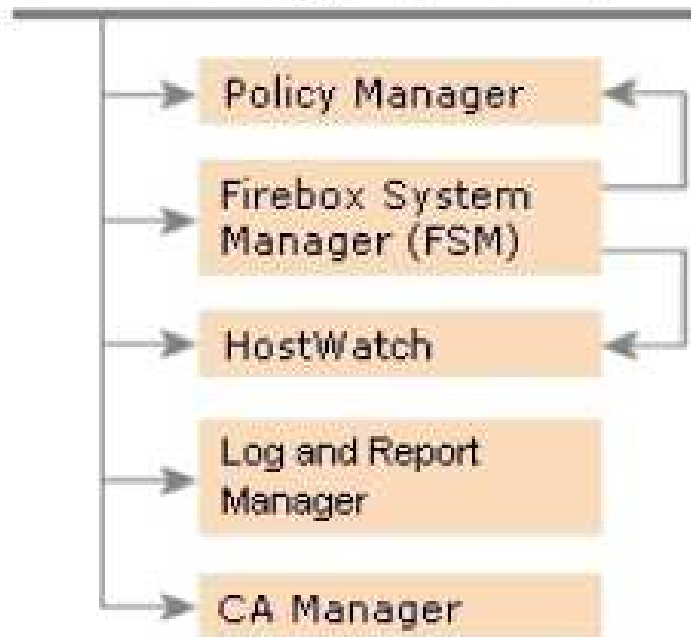 Policy Manager
Firebox System
Manager (FSM)
HostWatch
Log and Report
Manager
CA Manager